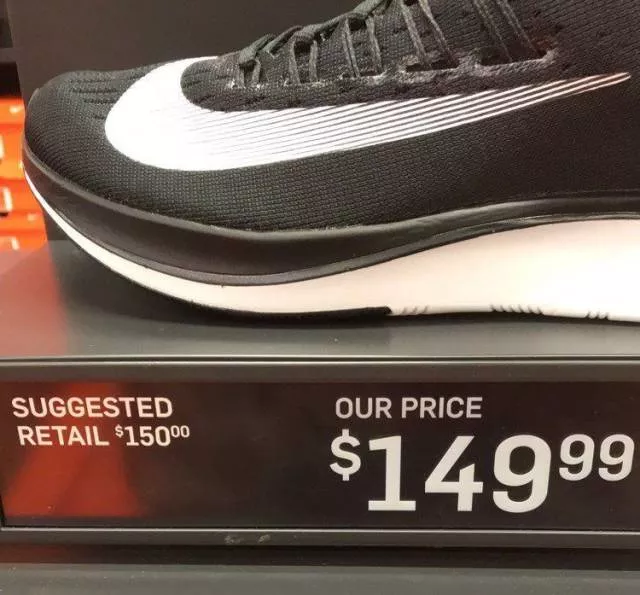 SUGGESTED
RETAIL $150⁰⁰
OUR PRICE
$149⁹⁹